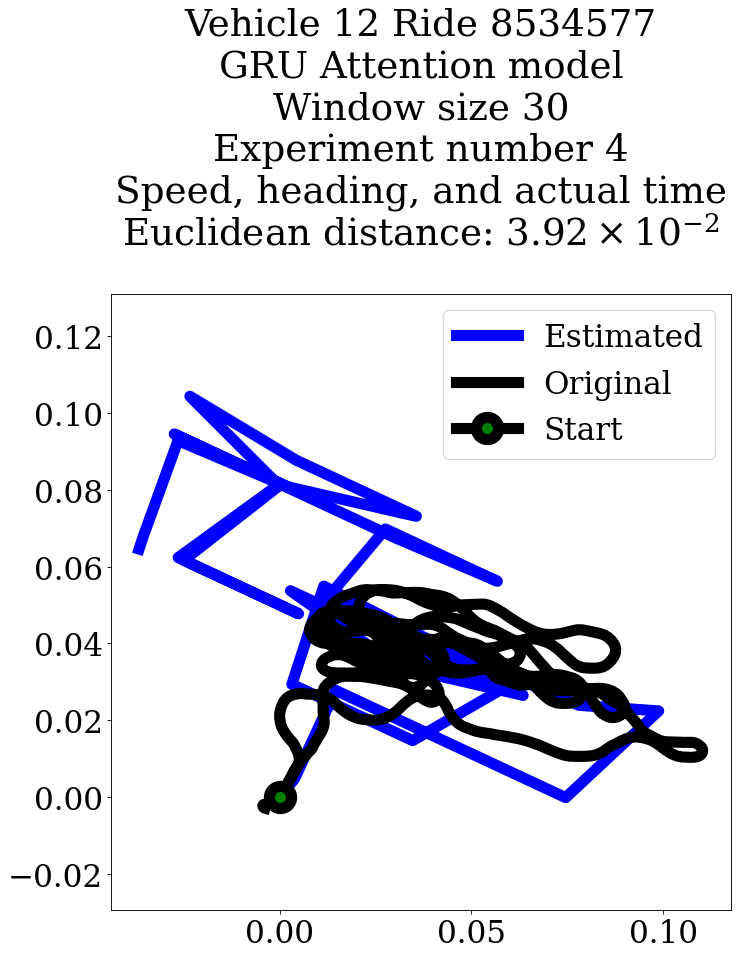 Vehicle 12 Ride 8534577
GRU Attention model
Window size 30
Experiment number 4
Speed, heading, and actual time
Euclidean distance: 3.92 × 10⁻²
Estimated
Original
Start
0.12
0.10
0.08
0.06
0.04
0.02
0.00
−0.02
0.00
0.05
0.10